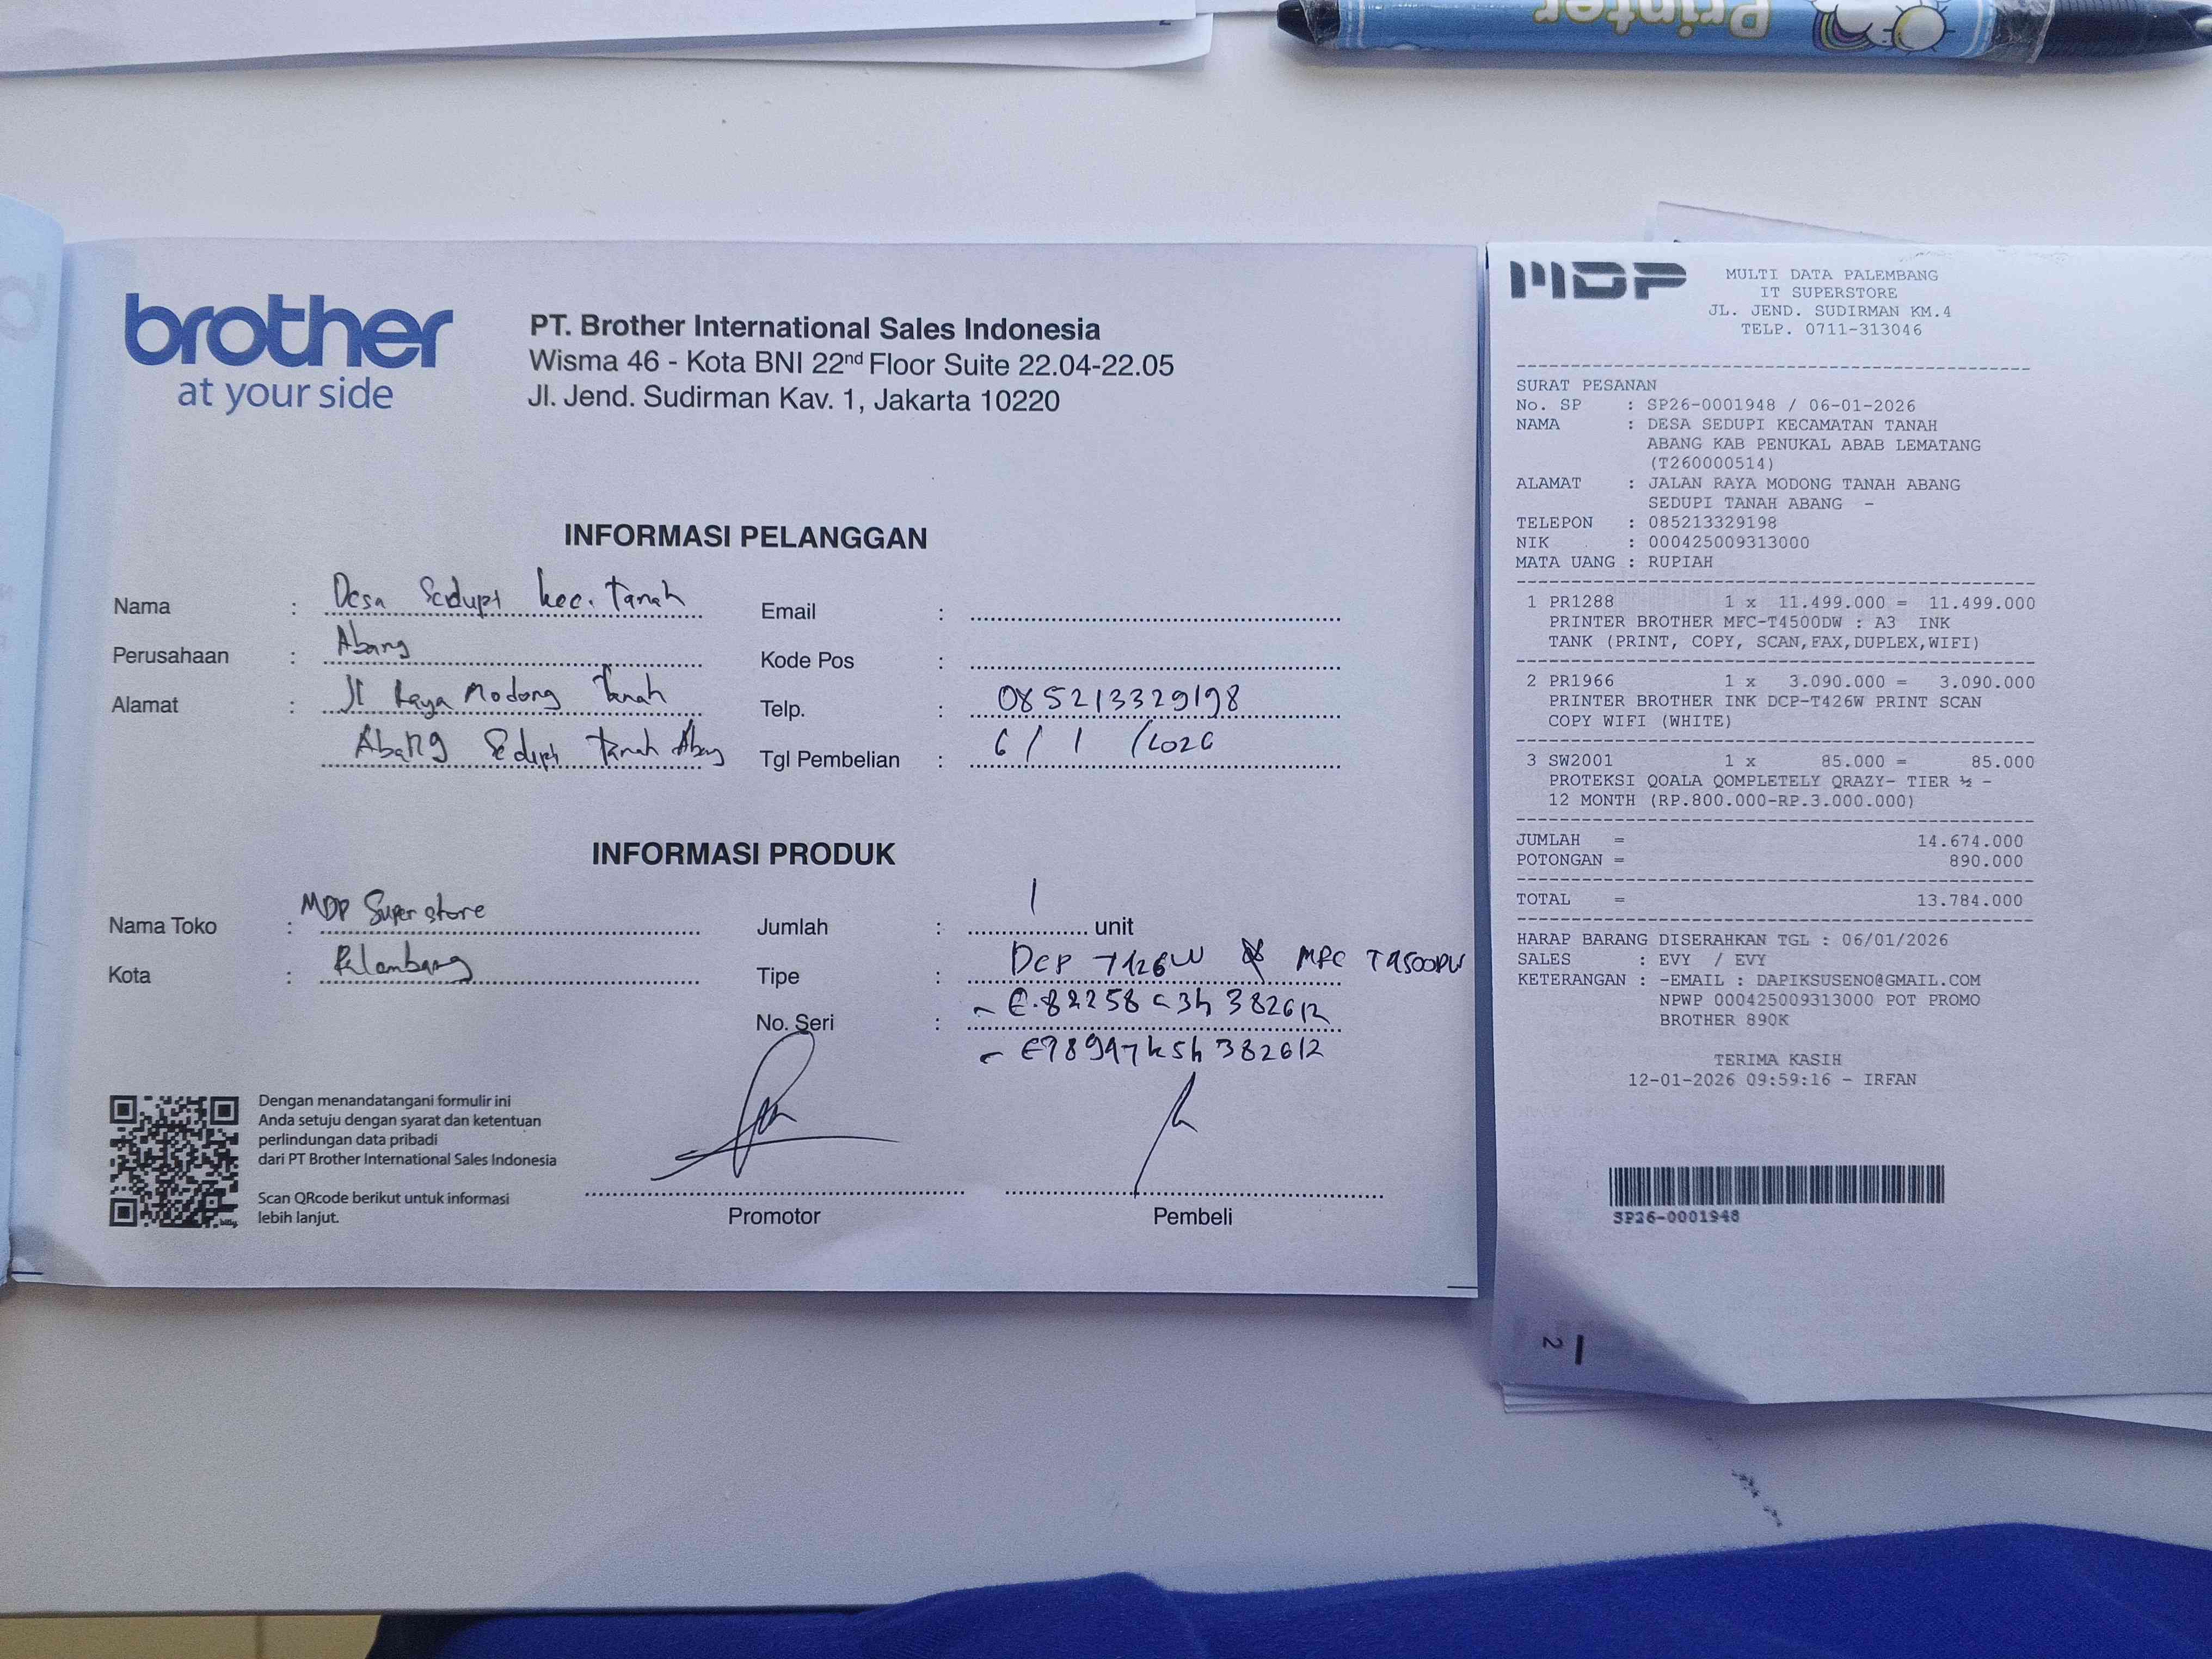 Printer
brother
at your side
PT. Brother International Sales Indonesia
Wisma 46 - Kota BNI 22nd Floor Suite 22.04-22.05
Jl. Jend. Sudirman Kav. 1, Jakarta 10220
INFORMASI PELANGGAN
Nama : Desa Sedupi kec. Tanah
Perusahaan : Abang
Alamat : Jl Raya Modong Tanah
Abang Sedupi Tanah Abang
Email :
Kode Pos :
Telp. : 085213329198
Tgl Pembelian : 6 / 1 / 2026
INFORMASI PRODUK
Nama Toko : MDP Superstore
Kota : Palembang
Jumlah : 1 unit
Tipe : DCP T426W & MFC T4500DW
No. Seri :
382612
382612
Dengan menandatangani formulir ini
Anda setuju dengan syarat dan ketentuan
perlindungan data pribadi
dari PT Brother International Sales Indonesia
Scan QRcode berikut untuk informasi
lebih lanjut.
Promotor
Pembeli
MDP
MULTI DATA PALEMBANG
IT SUPERSTORE
JL. JEND. SUDIRMAN KM.4
TELP. 0711-313046
SURAT PESANAN
No. SP : SP26-0001948 / 06-01-2026
NAMA : DESA SEDUPI KECAMATAN TANAH
ABANG KAB PENUKAL ABAB LEMATANG
(T260000514)
ALAMAT : JALAN RAYA MODONG TANAH ABANG
SEDUPI TANAH ABANG -
TELEPON : 085213329198
NIK : 000425009313000
MATA UANG : RUPIAH
1 PR1288 1 x 11.499.000 = 11.499.000
PRINTER BROTHER MFC-T4500DW : A3 INK
TANK (PRINT, COPY, SCAN,FAX,DUPLEX,WIFI)
2 PR1966 1 x 3.090.000 = 3.090.000
PRINTER BROTHER INK DCP-T426W PRINT SCAN
COPY WIFI (WHITE)
3 SW2001 1 x 85.000 = 85.000
PROTEKSI QOALA QOMPLETELY QRAZY- TIER ½ -
12 MONTH (RP.800.000-RP.3.000.000)
JUMLAH = 14.674.000
POTONGAN = 890.000
TOTAL = 13.784.000
HARAP BARANG DISERAHKAN TGL : 06/01/2026
SALES : EVY / EVY
KETERANGAN : -EMAIL : DAPIKSUSENO@GMAIL.COM
NPWP 000425009313000 POT PROMO
BROTHER 890K
TERIMA KASIH
12-01-2026 09:59:16 - IRFAN
SP26-0001948
2